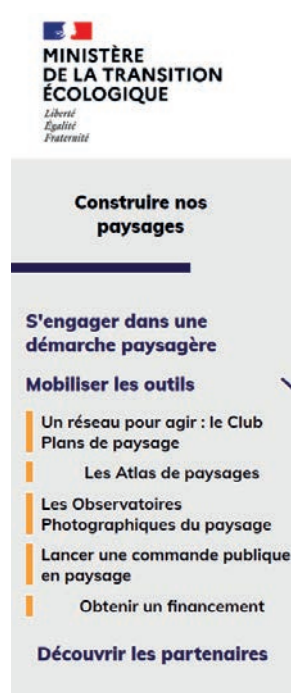 MINISTÈRE
DE LA TRANSITION
ÉCOLOGIQUE
Liberté
Égalité
Fraternité
Construire nos
paysages
S'engager dans une
démarche paysagère
Mobiliser les outils
Un réseau pour agir : le Club
Plans de paysage
Les Atlas de paysages
Les Observatoires
Photographiques du paysage
Lancer une commande publique
en paysage
Obtenir un financement
Découvrir les partenaires